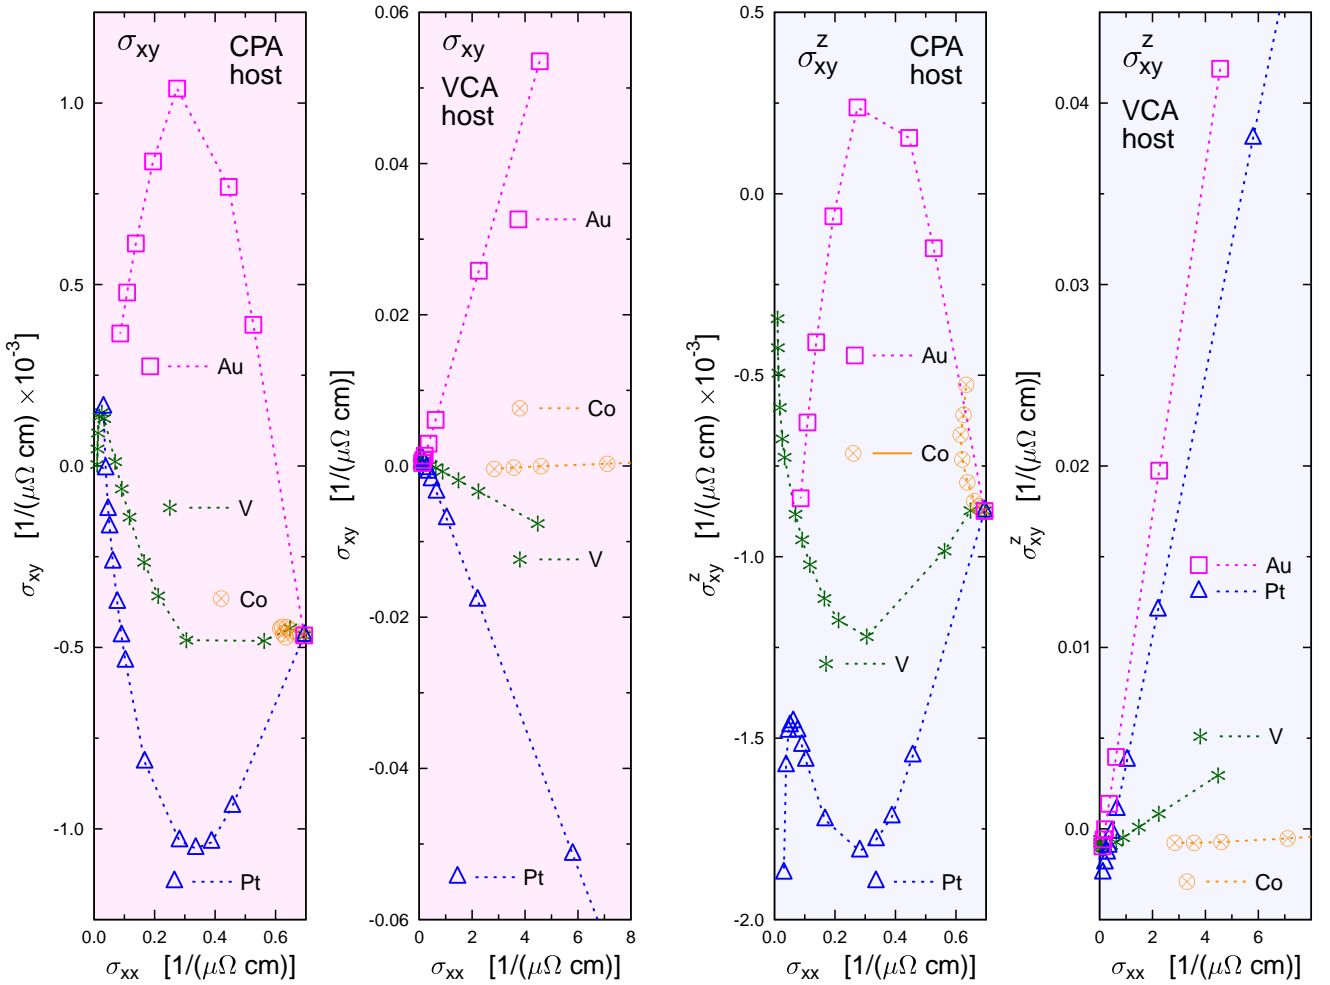 σxy CPA
host
1.0
0.5
0.0
-0.5
-1.0
Au
V
Co
Pt
σxy [1/(μΩ cm) ×10-3]
0.0 0.2 0.4 0.6
σxx [1/(μΩ cm)]
σxy
VCA
host
0.06
0.04
0.02
0.00
-0.02
-0.04
-0.06
Au
Co
V
Pt
σxy [1/(μΩ cm)]
0 2 4 6 8
σxx [1/(μΩ cm)]
σzxy CPA
host
0.5
0.0
-0.5
-1.0
-1.5
-2.0
Au
Co
V
Pt
σzxy [1/(μΩ cm) ×10-3]
0.0 0.2 0.4 0.6
σxx [1/(μΩ cm)]
σzxy
VCA
host
0.04
0.03
0.02
0.01
0.0
Au
Pt
V
Co
σzxy [1/(μΩ cm)]
0 2 4 6
σxx [1/(μΩ cm)]